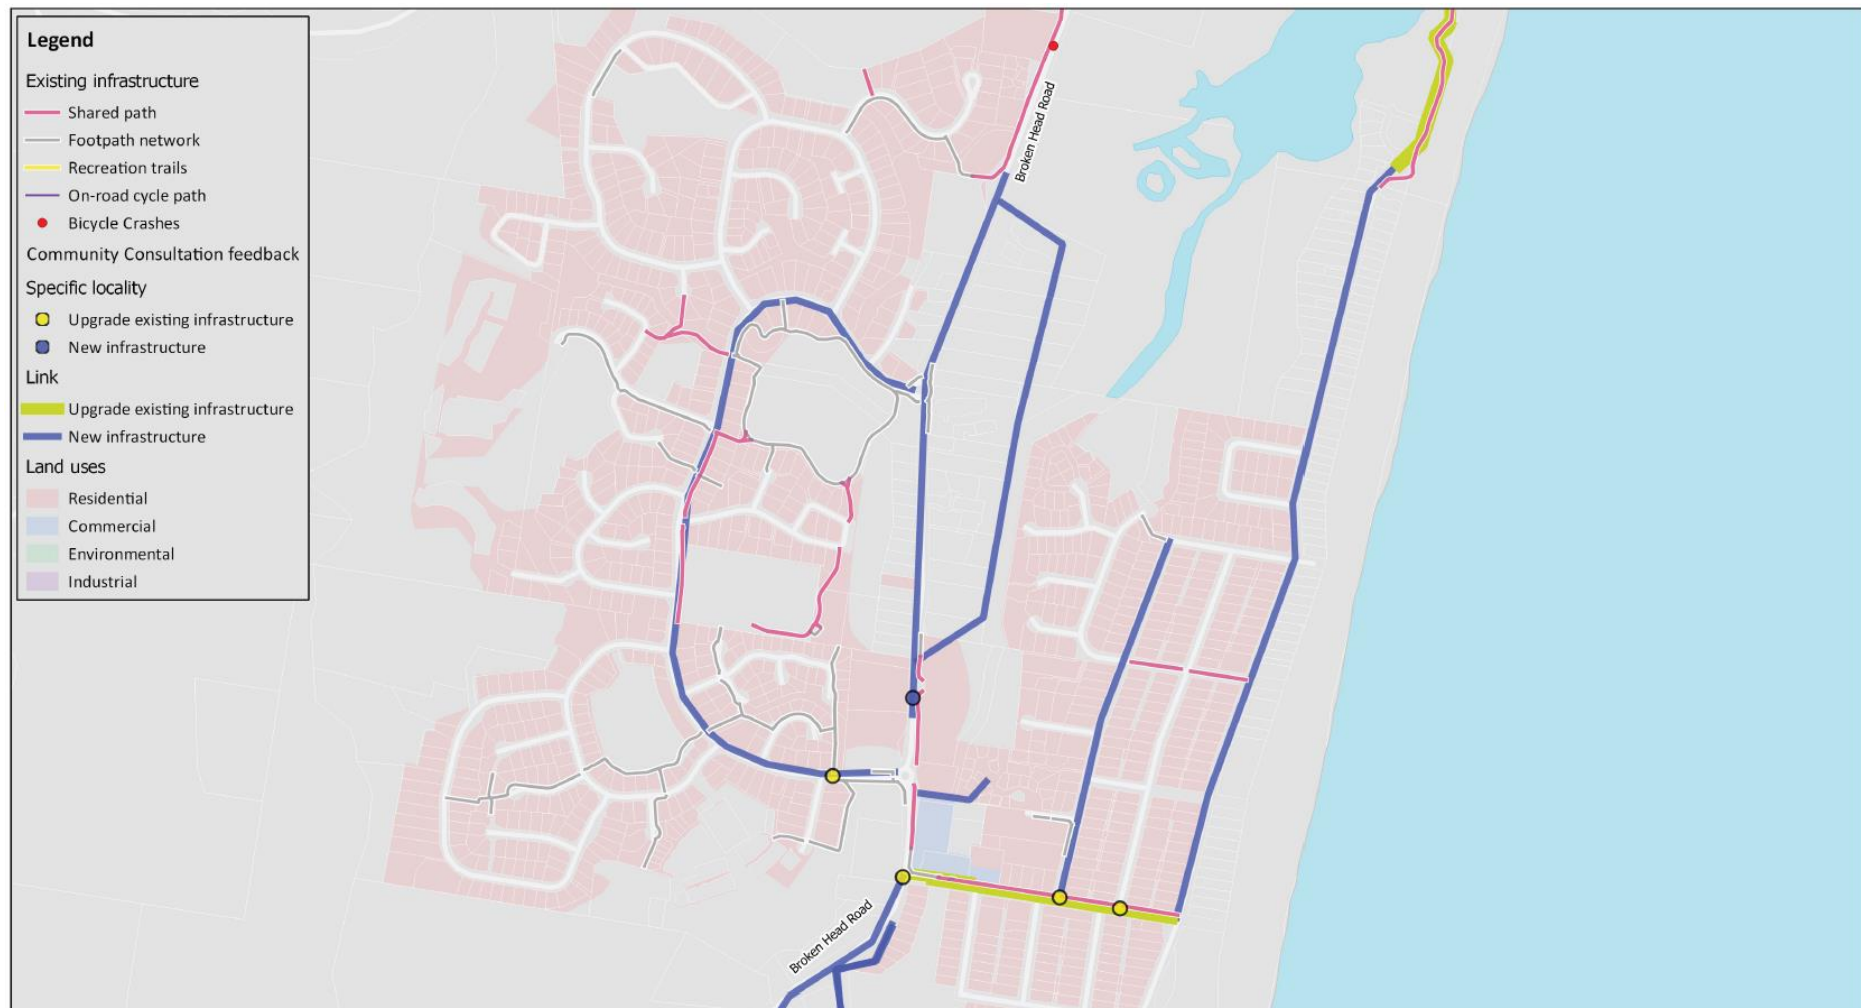 Legend
Existing infrastructure
Shared path
Footpath network
Recreation trails
On-road cycle path
Bicycle Crashes
Community Consultation feedback
Specific locality
Upgrade existing infrastructure
New infrastructure
Link
Upgrade existing infrastructure
New infrastructure
Land uses
Residential
Commercial
Environmental
Industrial
Broken Head Road
Broken Head Road